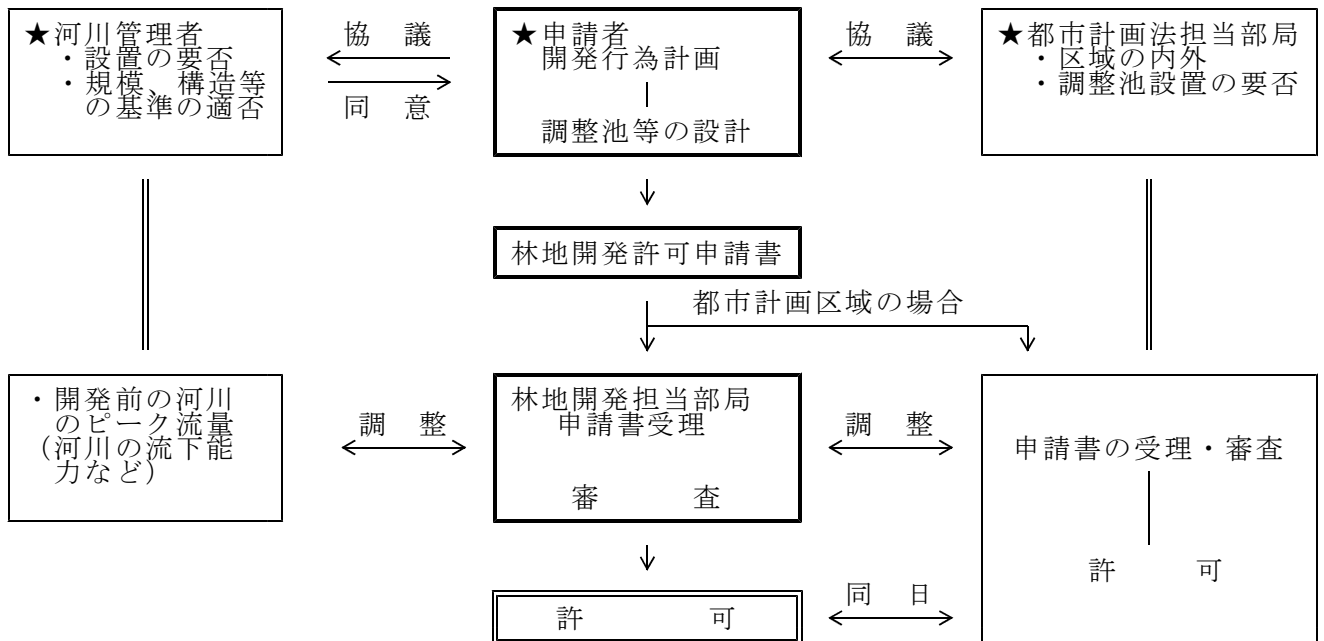 ★河川管理者
・設置の要否
・規模、構造等
の基準の適否
協　議
同　意
★申請者
開発行為計画
調整池等の設計
協　議
★都市計画法担当部局
・区域の内外
・調整池設置の要否
林地開発許可申請書
都市計画区域の場合
・開発前の河川
のピーク流量
（河川の流下能
力など）
調　整
林地開発担当部局
申請書受理
審　　　査
調　整
申請書の受理・審査
許　　　可
許　　　　可
同　日